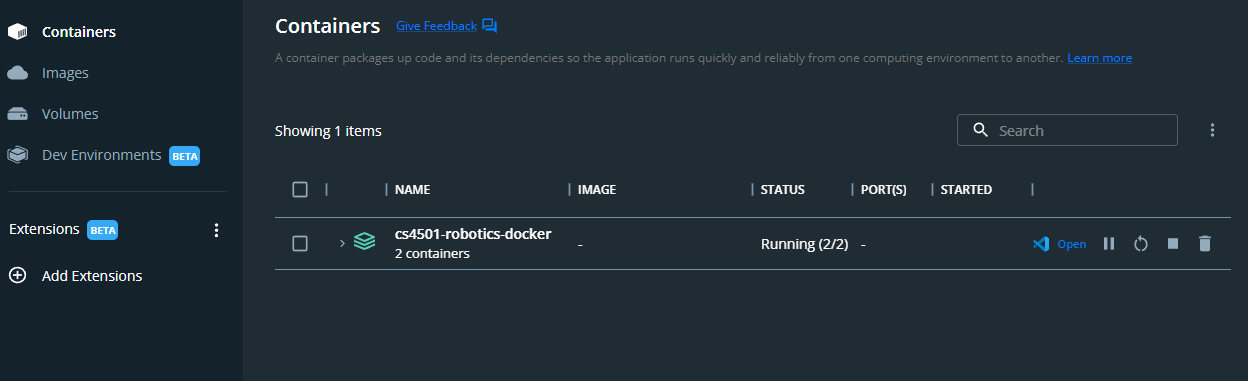 Containers
Images
Volumes
Dev Environments BETA
Extensions BETA
Add Extensions
Containers Give Feedback
A container packages up code and its dependencies so the application runs quickly and reliably from one computing environment to another. Learn more
Showing 1 items
Search
NAME IMAGE STATUS PORT(S) STARTED
cs4501-robotics-docker - Running (2/2) - Open
2 containers